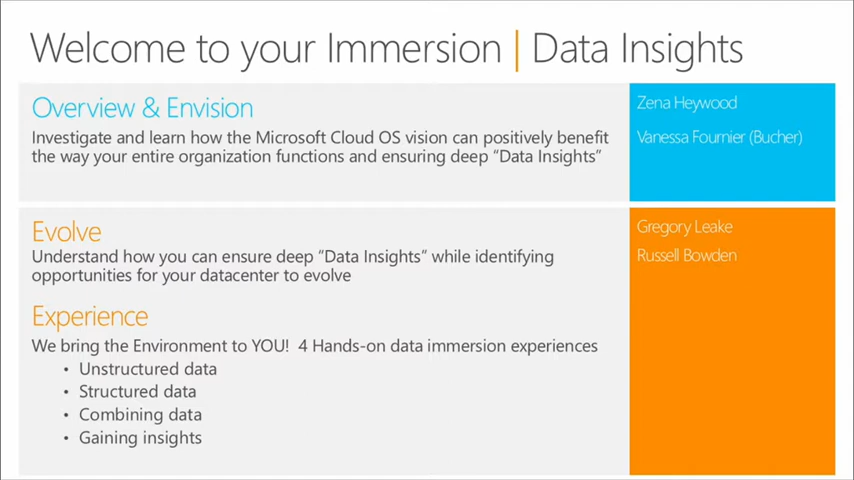 Welcome to your Immersion | Data Insights
Overview & Envision
Investigate and learn how the Microsoft Cloud OS vision can positively benefit
the way your entire organization functions and ensuring deep “Data Insights”
Zena Heywood
Vanessa Fournier (Bucher)
Evolve
Understand how you can ensure deep “Data Insights” while identifying
opportunities for your datacenter to evolve
Gregory Leake
Russell Bowden
Experience
We bring the Environment to YOU!  4 Hands-on data immersion experiences
• Unstructured data
• Structured data
• Combining data
• Gaining insights